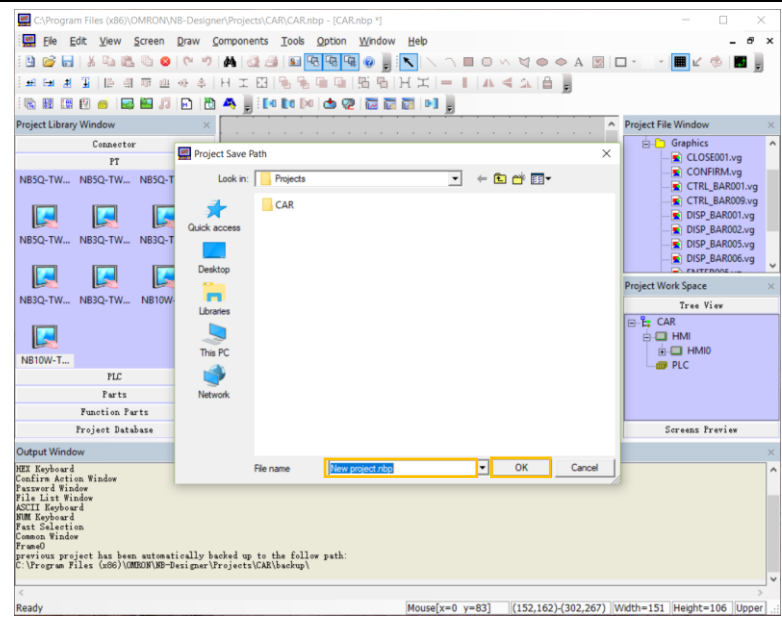 C:\Program Files (x86)\OMRON\NB-Designer\Projects\CAR\CAR.nbp - [CAR.nbp *]
File Edit View Screen Draw Components Tools Option Window Help
Project Library Window
Connector
PT
NB5Q-TW... NB5Q-TW... NB5Q-T
NB5Q-TW... NB3Q-TW... NB3Q-T
NB3Q-TW... NB3Q-TW... NB10W-
NB10W-T...
PLC
Parts
Function Parts
Project Database
Project Save Path
Look in: Projects
CAR
Quick access
Desktop
Libraries
This PC
Network
File name New project.nbp OK Cancel
Project File Window
Graphics
CLOSE001.vg
CONFIRM.vg
CTRL_BAR001.vg
CTRL_BAR009.vg
DISP_BAR001.vg
DISP_BAR002.vg
DISP_BAR005.vg
DISP_BAR006.vg
Project Work Space
Tree View
CAR
HMI
HMI0
PLC
Screens Preview
Output Window
HEX Keyboard
Confirm Action Window
Password Window
File List Window
ASCII Keyboard
NUM Keyboard
Fast Selection
Common Window
Frame0
previous project has been automatically backed up to the follow path:
C:\Program Files (x86)\OMRON\NB-Designer\Projects\CAR\backup\
Ready Mouse[x=0 y=83] (152,162)-(302,267) Width=151 Height=106 Upper